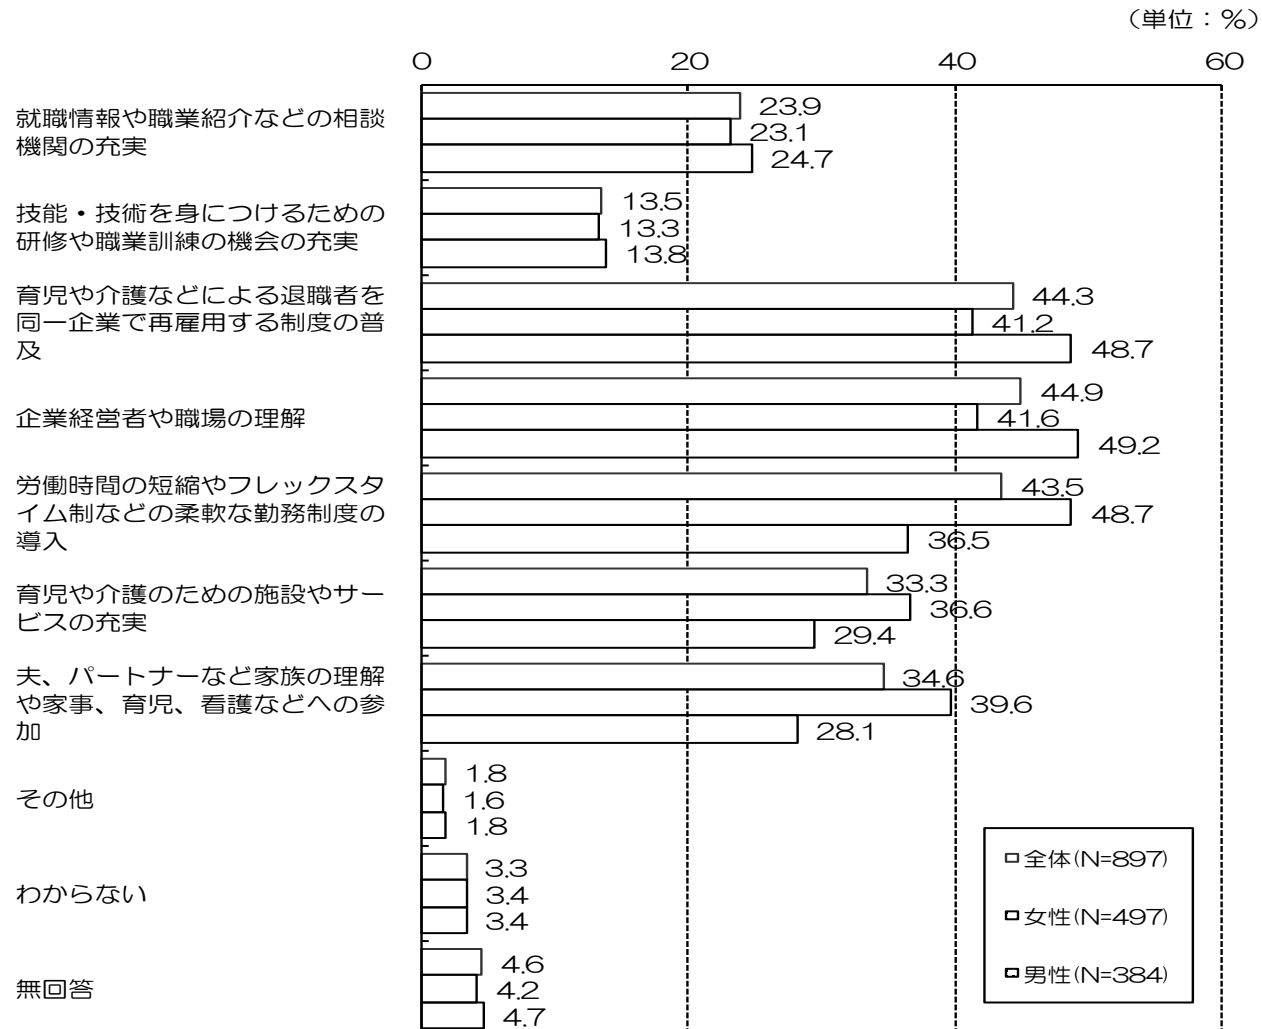 （単位：％）
0 20 40 60
就職情報や職業紹介などの相談
機関の充実
23.9
23.1
24.7
技能・技術を身につけるための
研修や職業訓練の機会の充実
13.5
13.3
13.8
育児や介護などによる退職者を
同一企業で再雇用する制度の普
及
44.3
41.2
48.7
企業経営者や職場の理解
44.9
41.6
49.2
労働時間の短縮やフレックスタ
イム制などの柔軟な勤務制度の
導入
43.5
48.7
36.5
育児や介護のための施設やサー
ビスの充実
33.3
36.6
29.4
夫、パートナーなど家族の理解
や家事、育児、看護などへの参
加
34.6
39.6
28.1
その他
1.8
1.6
1.8
わからない
3.3
3.4
3.4
無回答
4.6
4.2
4.7
全体(N=897)
女性(N=497)
男性(N=384)